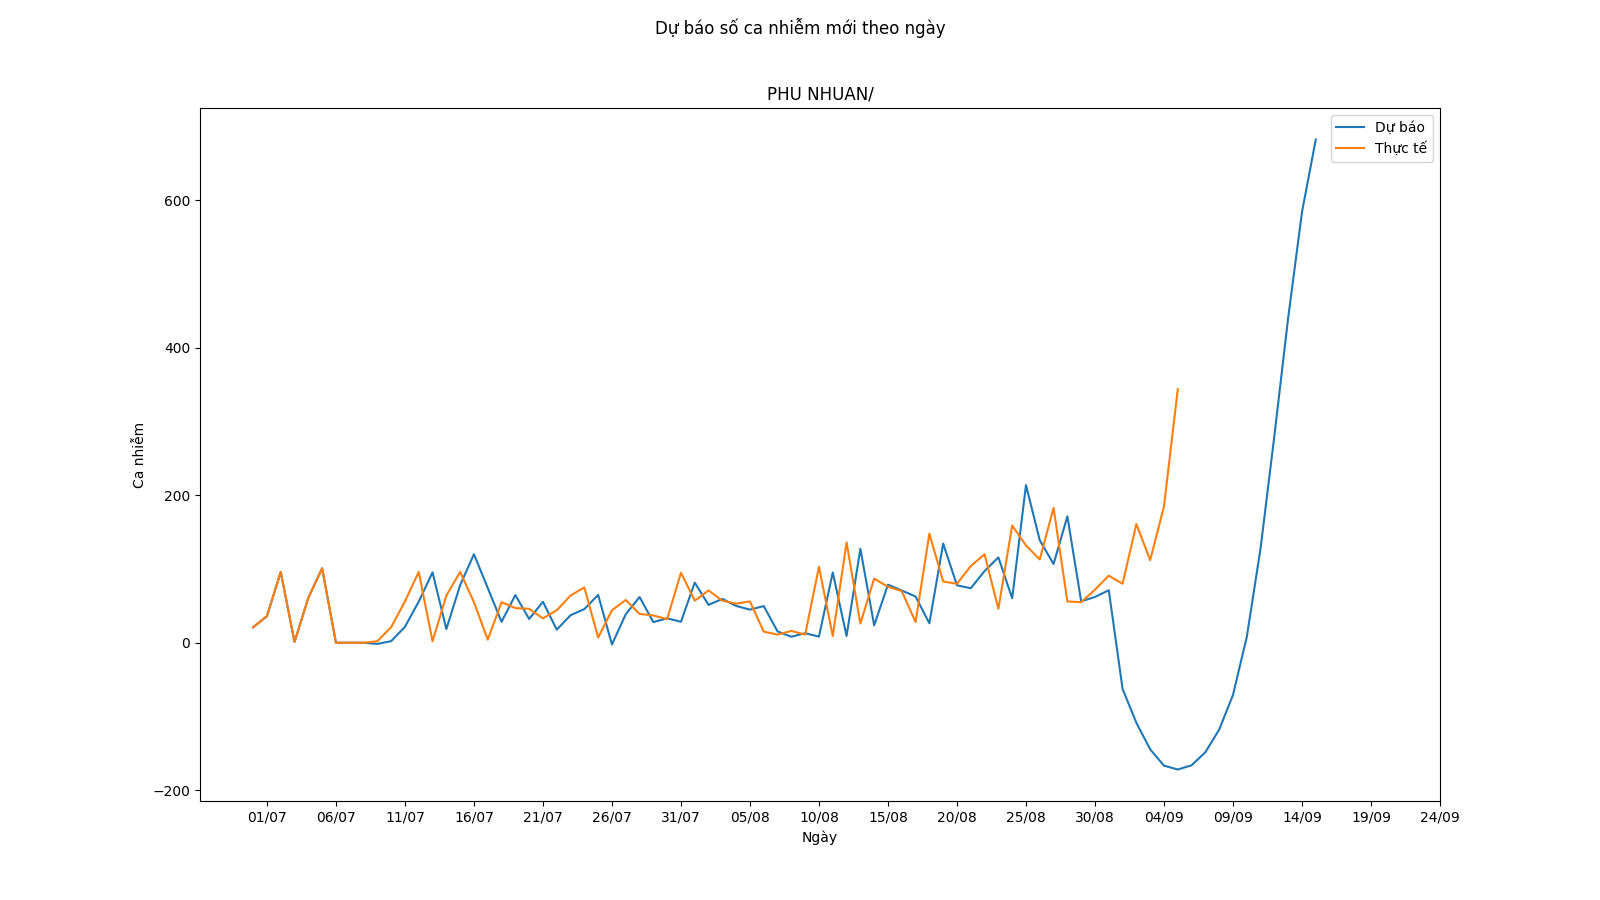 Dự báo số ca nhiễm mới theo ngày
PHU NHUAN/
Dự báo
Thực tế
600
400
200
0
−200
Ca nhiễm
01/07 06/07 11/07 16/07 21/07 26/07 31/07 05/08 10/08 15/08 20/08 25/08 30/08 04/09 09/09 14/09 19/09 24/09
Ngày